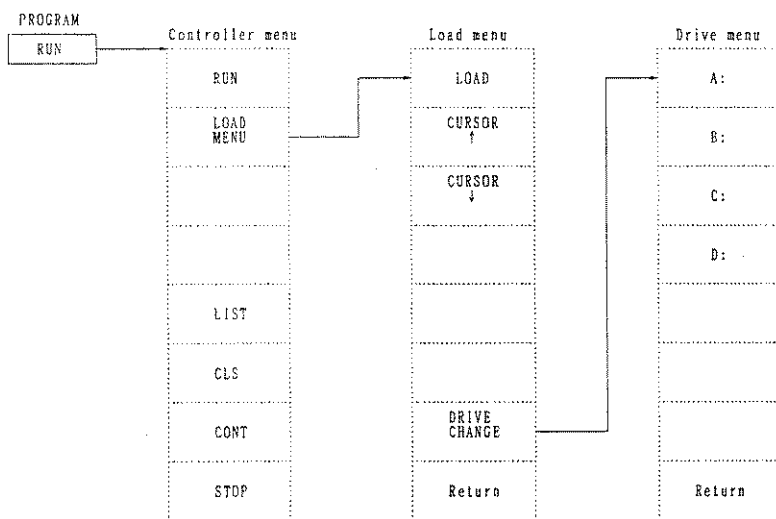 PROGRAM
RUN
Controller menu
RUN
LOAD
MENU
LIST
CLS
CONT
STOP
Load menu
LOAD
CURSOR
↑
CURSOR
↓
DRIVE
CHANGE
Return
Drive menu
A:
B:
C:
D:
Return